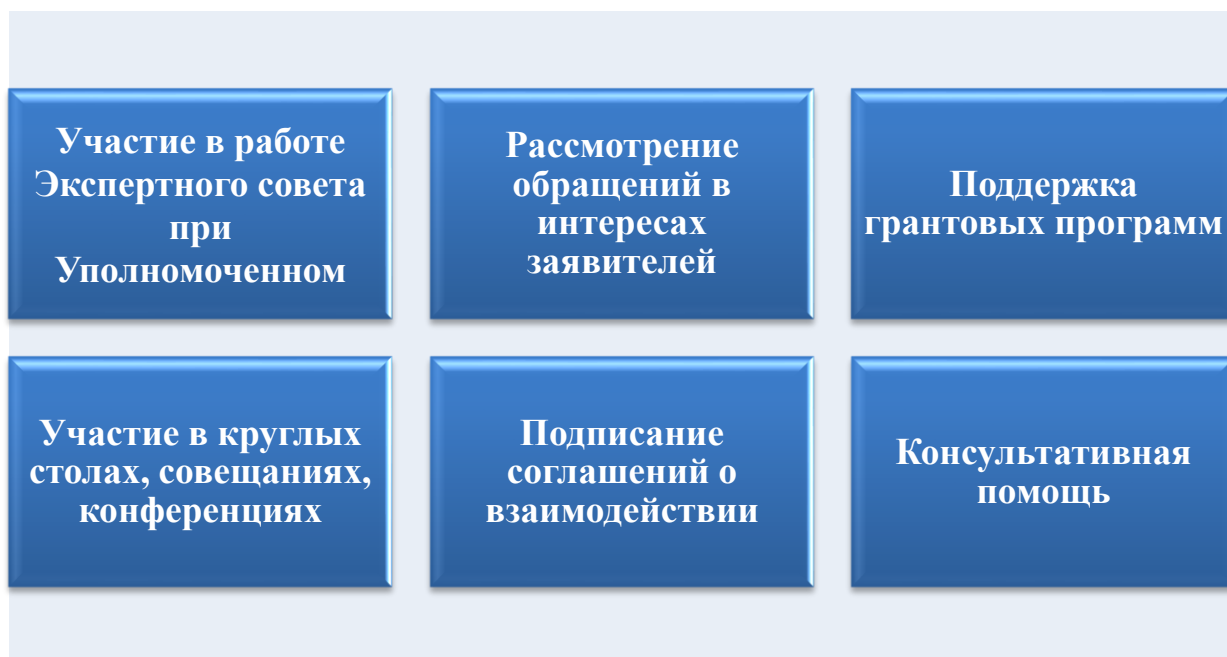 Участие в работе
Экспертного совета
при
Уполномоченном
Рассмотрение
обращений в
интересах
заявителей
Поддержка
грантовых программ
Участие в круглых
столах, совещаниях,
конференциях
Подписание
соглашений о
взаимодействии
Консультативная
помощь